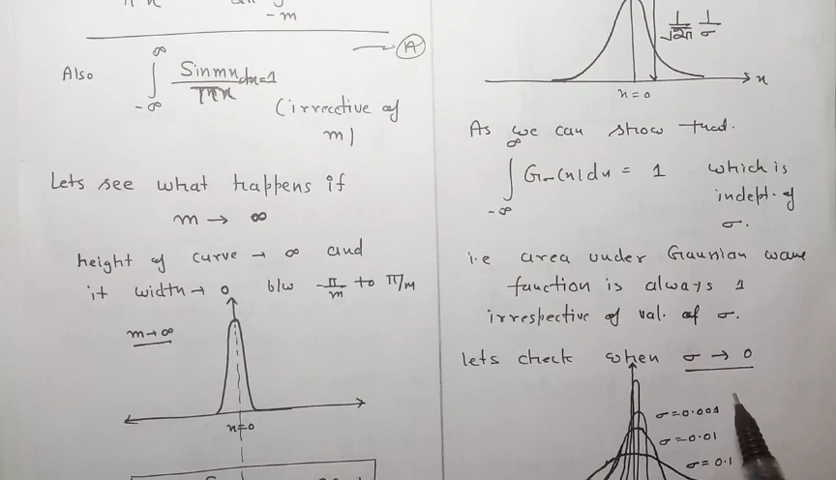 -m
A
Also ∫ -∞ ∞ Sinmx/πx dx=1
(irrective of
m)
Lets see what happens if
m → ∞
height of curve → ∞ and
it width → 0 b/w -π/m to π/m
m→∞
x=0
1/√2π 1/σ
x
x=0
As we can show that.
∫ -∞ ∞ Gσ(x)dx = 1 which is
indept. of
σ.
i.e area under Gaussian wave
function is always 1
irrespective of val. of σ.
lets check when σ → 0
σ=0.001
σ=0.01
σ=0.1